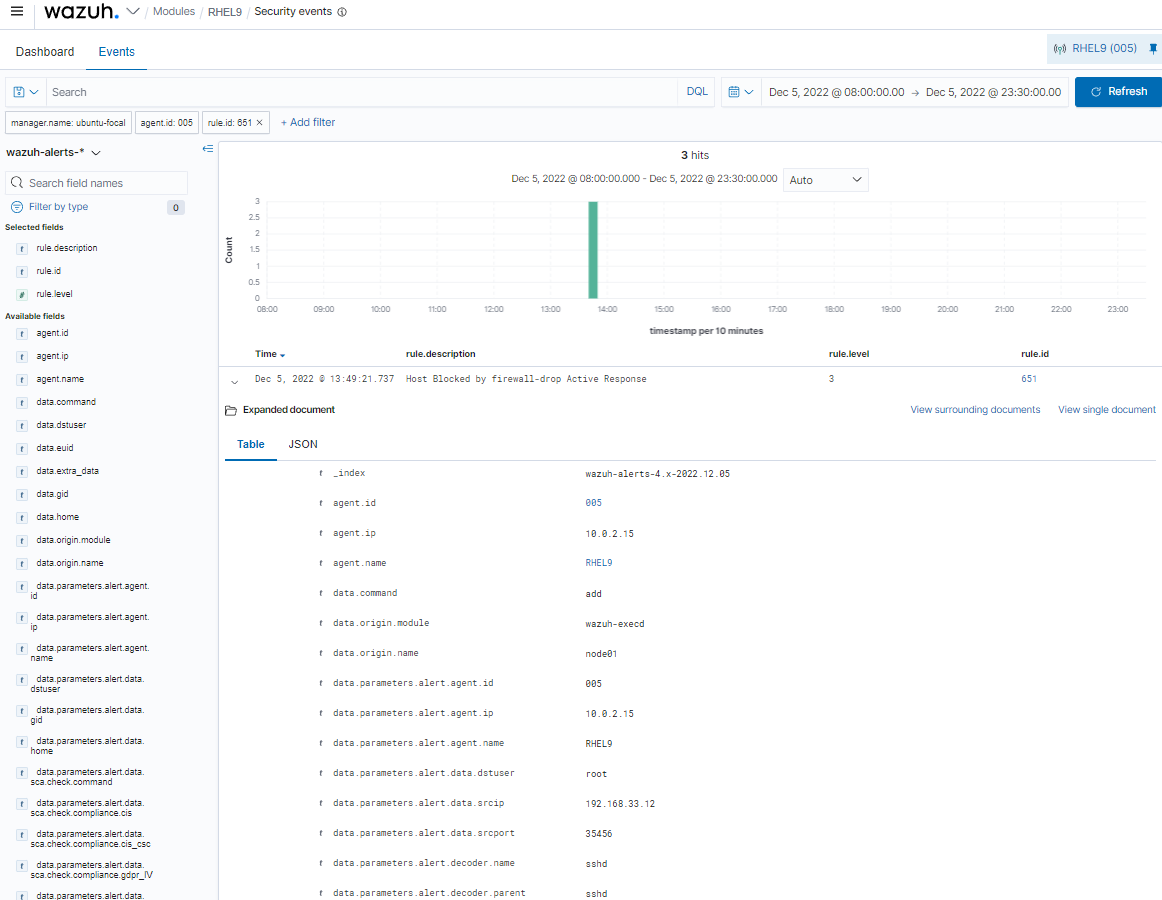 wazuh. / Modules / RHEL9 / Security events
Dashboard Events RHEL9 (005)
Search DQL Dec 5, 2022 @ 08:00:00.00 → Dec 5, 2022 @ 23:30:00.00 Refresh
manager.name: ubuntu-focal agent.id: 005 rule.id: 651 × + Add filter
wazuh-alerts-*
Search field names
Filter by type 0
Selected fields
t rule.description
t rule.id
# rule.level
Available fields
t agent.id
t agent.ip
t agent.name
t data.command
t data.dstuser
t data.euid
t data.extra_data
t data.gid
t data.home
t data.origin.module
t data.origin.name
t data.parameters.alert.agent.
id
t data.parameters.alert.agent.
ip
t data.parameters.alert.agent.
name
t data.parameters.alert.data.
dstuser
t data.parameters.alert.data.
gid
t data.parameters.alert.data.
home
t data.parameters.alert.data.
sca.check.command
t data.parameters.alert.data.
sca.check.compliance.cis
t data.parameters.alert.data.
sca.check.compliance.cis_csc
t data.parameters.alert.data.
sca.check.compliance.gdpr_IV
t data.parameters.alert.data.
3 hits
Dec 5, 2022 @ 08:00:00.000 - Dec 5, 2022 @ 23:30:00.000 Auto
Count
3
2.5
2
1.5
1
0.5
0
08:00 09:00 10:00 11:00 12:00 13:00 14:00 15:00 16:00 17:00 18:00 19:00 20:00 21:00 22:00 23:00
timestamp per 10 minutes
Time rule.description rule.level rule.id
Dec 5, 2022 @ 13:49:21.737 Host Blocked by firewall-drop Active Response 3 651
Expanded document View surrounding documents View single document
Table JSON
t _index wazuh-alerts-4.x-2022.12.05
t agent.id 005
t agent.ip 10.0.2.15
t agent.name RHEL9
t data.command add
t data.origin.module wazuh-execd
t data.origin.name node01
t data.parameters.alert.agent.id 005
t data.parameters.alert.agent.ip 10.0.2.15
t data.parameters.alert.agent.name RHEL9
t data.parameters.alert.data.dstuser root
t data.parameters.alert.data.srcip 192.168.33.12
t data.parameters.alert.data.srcport 35456
t data.parameters.alert.decoder.name sshd
t data.parameters.alert.decoder.parent sshd